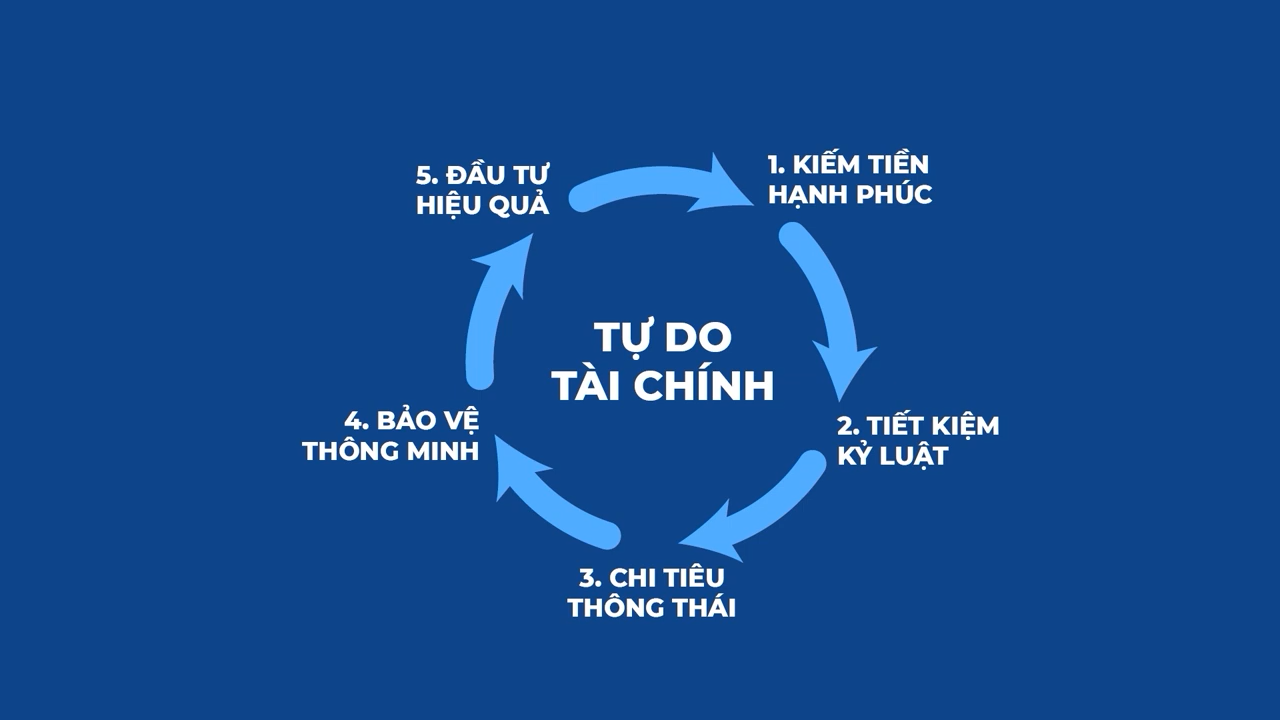 TỰ DO
TÀI CHÍNH
1. KIẾM TIỀN
HẠNH PHÚC
2. TIẾT KIỆM
KỶ LUẬT
3. CHI TIÊU
THÔNG THÁI
4. BẢO VỆ
THÔNG MINH
5. ĐẦU TƯ
HIỆU QUẢ